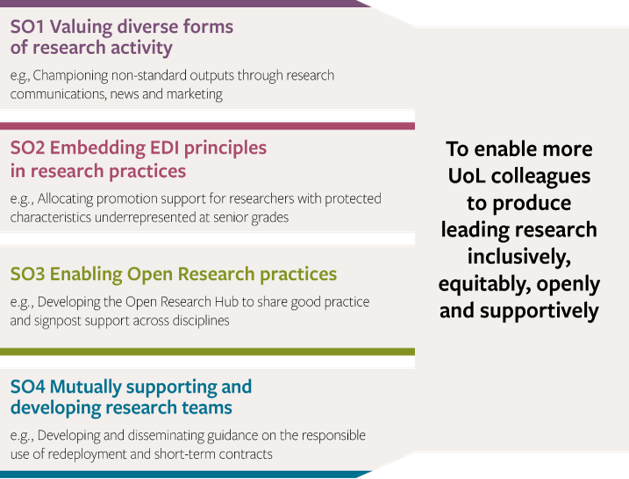 SO1 Valuing diverse forms
of research activity
e.g., Championing non-standard outputs through research
communications, news and marketing
SO2 Embedding EDI principles
in research practices
e.g., Allocating promotion support for researchers with protected
characteristics underrepresented at senior grades
SO3 Enabling Open Research practices
e.g., Developing the Open Research Hub to share good practice
and signpost support across disciplines
SO4 Mutually supporting and
developing research teams
e.g., Developing and disseminating guidance on the responsible
use of redeployment and short-term contracts
To enable more
UoL colleagues
to produce
leading research
inclusively,
equitably, openly
and supportively